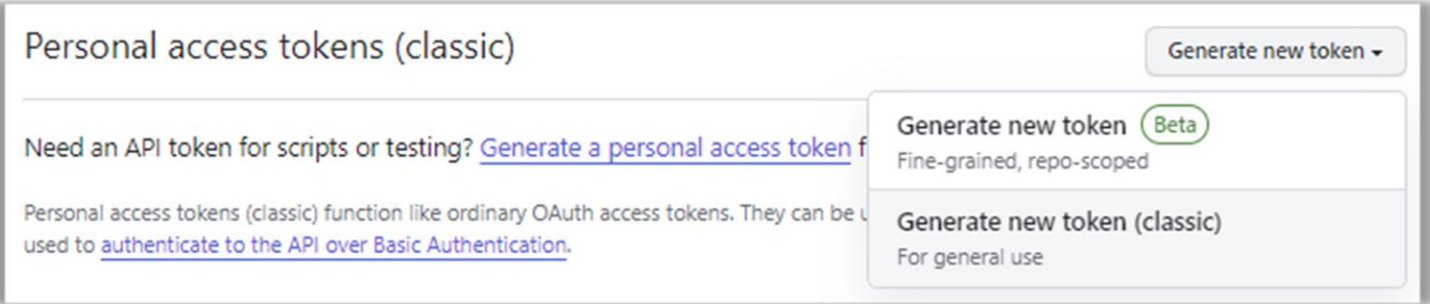 Personal access tokens (classic)
Generate new token
Generate new token Beta
Fine-grained, repo-scoped
Need an API token for scripts or testing? Generate a personal access token f
Personal access tokens (classic) function like ordinary OAuth access tokens. They can be u
used to authenticate to the API over Basic Authentication.
Generate new token (classic)
For general use